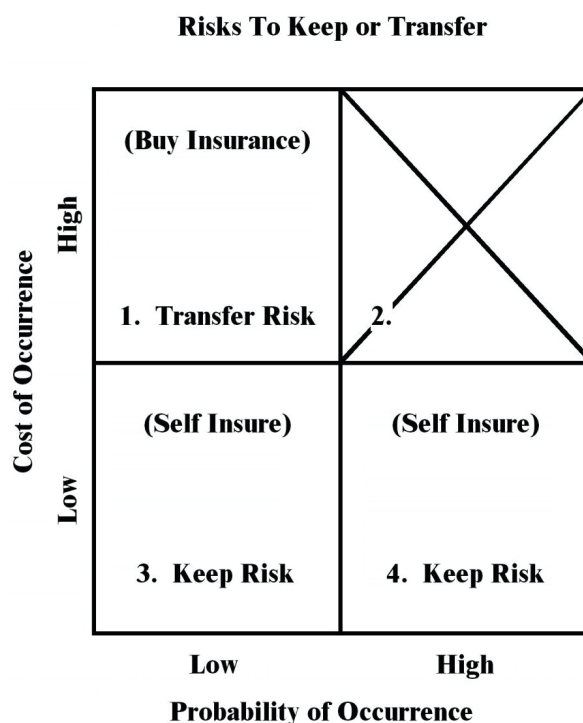 Risks To Keep or Transfer
(Buy Insurance)
High
1. Transfer Risk
2.
Cost of Occurrence
(Self Insure)
(Self Insure)
Low
3. Keep Risk
4. Keep Risk
Low
High
Probability of Occurrence